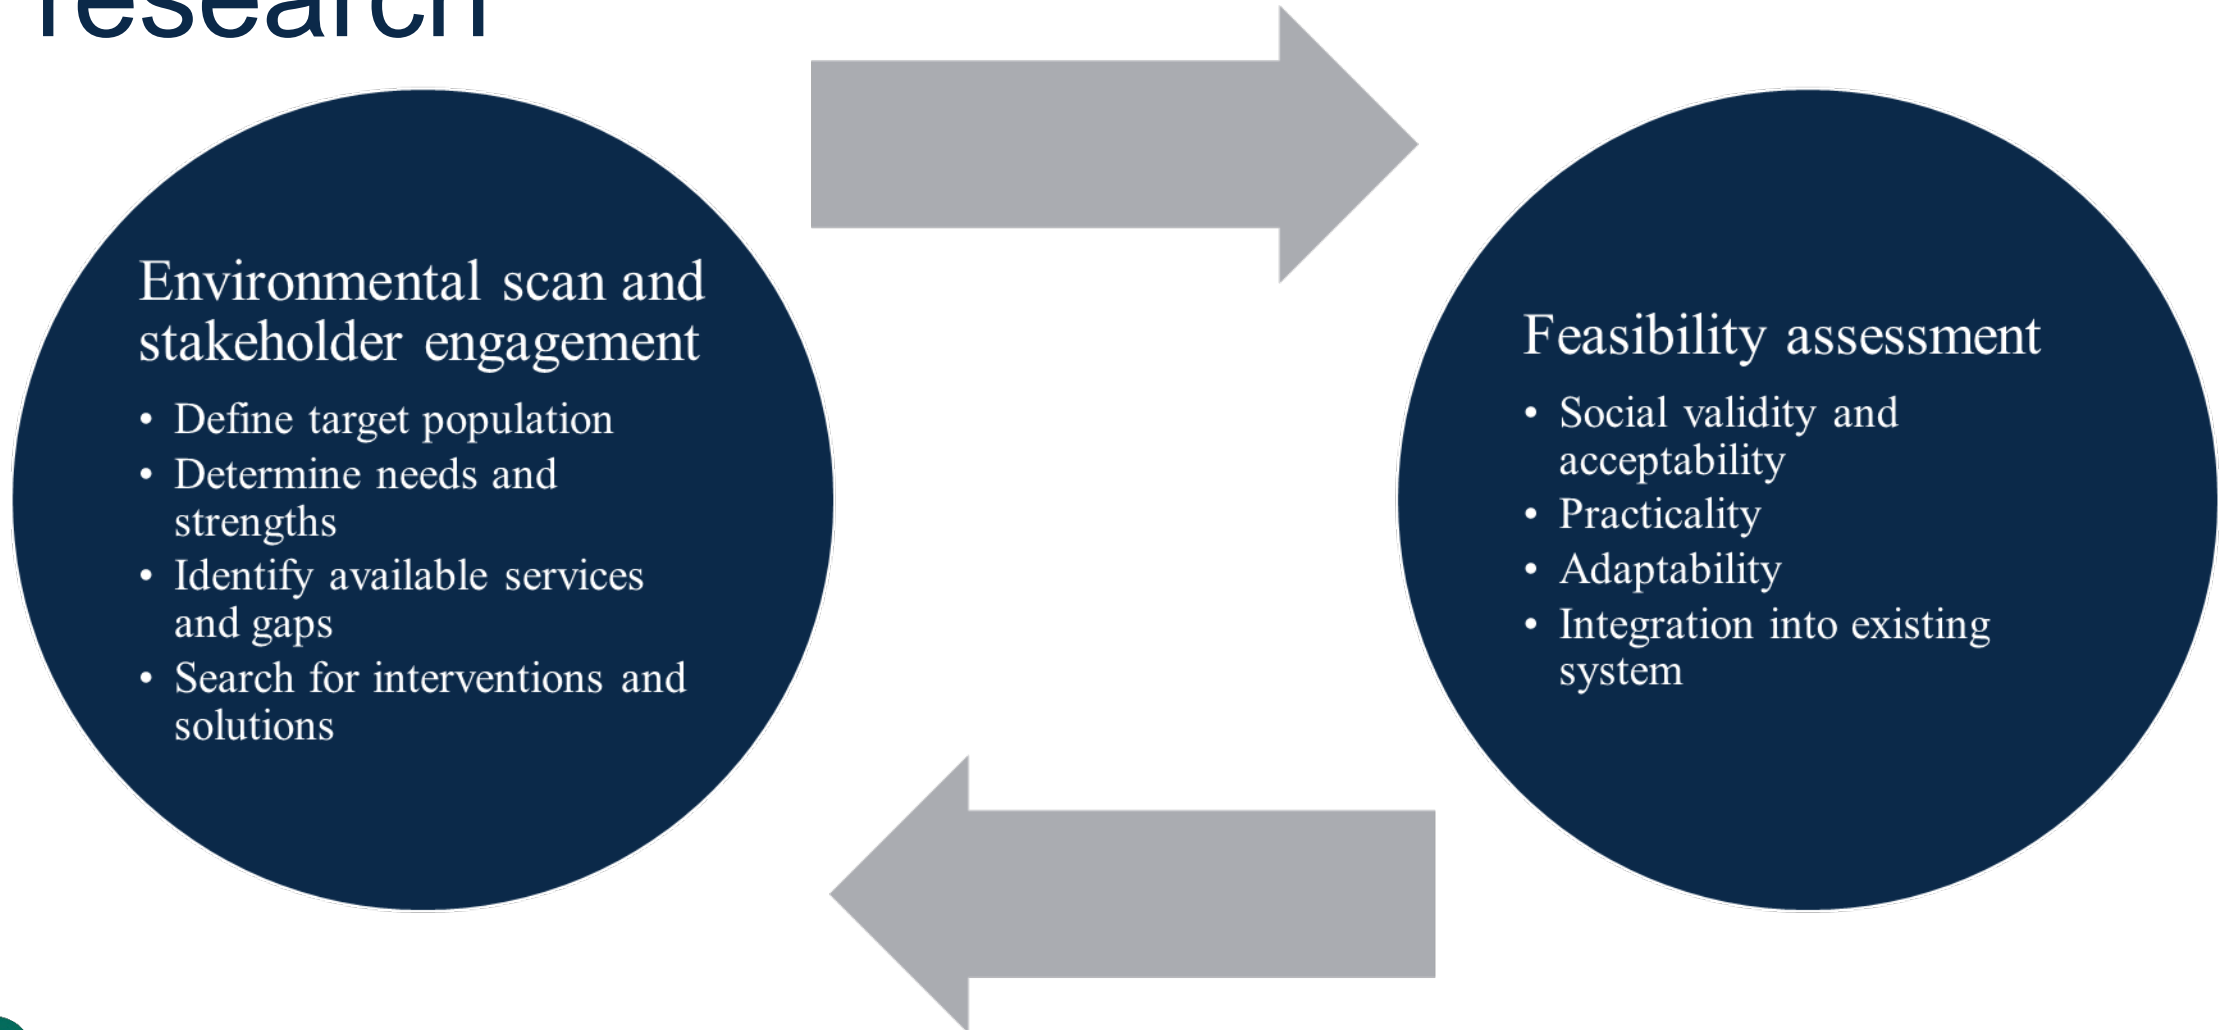 research
Environmental scan and
stakeholder engagement
• Define target population
• Determine needs and
strengths
• Identify available services
and gaps
• Search for interventions and
solutions
Feasibility assessment
• Social validity and
acceptability
• Practicality
• Adaptability
• Integration into existing
system